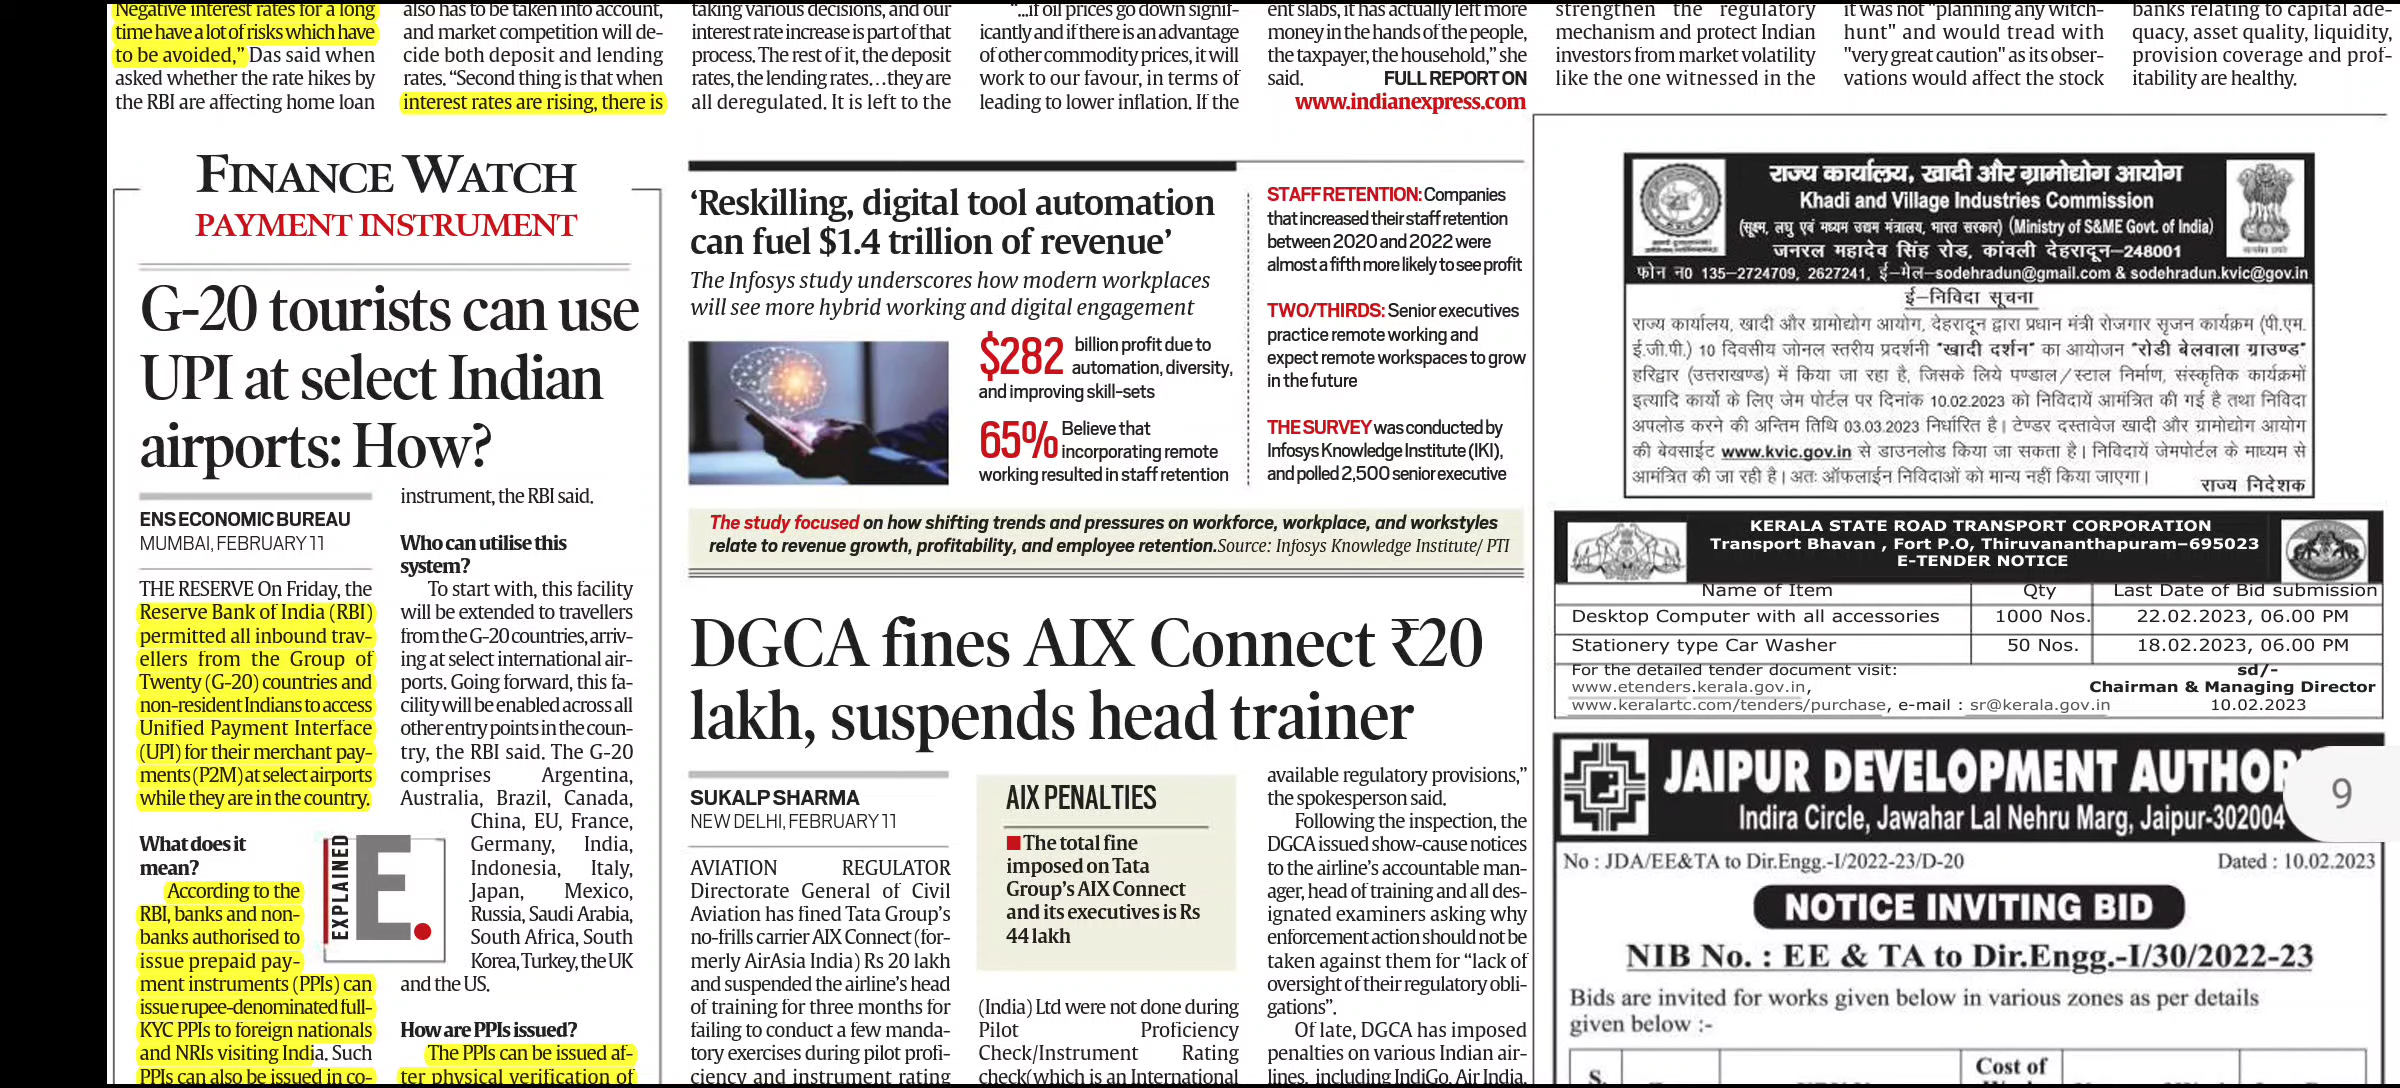 Negative interest rates for a long
time have a lot of risks which have
to be avoided,” Das said when
asked whether the rate hikes by
the RBI are affecting home loan
also has to be taken into account,
and market competition will de-
cide both deposit and lending
rates. “Second thing is that when
interest rates are rising, there is
taking various decisions, and our
interest rate increase is part of that
process. The rest of it, the deposit
rates, the lending rates…they are
all deregulated. It is left to the
“...if oil prices go down signif-
icantly and if there is an advantage
of other commodity prices, it will
work to our favour, in terms of
leading to lower inflation. If the
ent slabs, it has actually left more
money in the hands of the people,
the taxpayer, the household,” she
said. FULL REPORT ON
www.indianexpress.com
strengthen the regulatory
mechanism and protect Indian
investors from market volatility
like the one witnessed in the
it was not "planning any witch-
hunt" and would tread with
"very great caution" as its obser-
vations would affect the stock
banks relating to capital ade-
quacy, asset quality, liquidity,
provision coverage and prof-
itability are healthy.
FINANCE WATCH
PAYMENT INSTRUMENT
G-20 tourists can use
UPI at select Indian
airports: How?
ENS ECONOMIC BUREAU
MUMBAI, FEBRUARY 11
THE RESERVE On Friday, the
Reserve Bank of India (RBI)
permitted all inbound trav-
ellers from the Group of
Twenty (G-20) countries and
non-resident Indians to access
Unified Payment Interface
(UPI) for their merchant pay-
ments (P2M) at select airports
while they are in the country.
What does it
mean?
According to the
RBI, banks and non-
banks authorised to
issue prepaid pay-
ment instruments (PPIs) can
issue rupee-denominated full-
KYC PPIs to foreign nationals
and NRIs visiting India. Such
PPIs can also be issued in co-
EXPLAINED
E.
instrument, the RBI said.
Who can utilise this
system?
To start with, this facility
will be extended to travellers
from the G-20 countries, arriv-
ing at select international air-
ports. Going forward, this fa-
cility will be enabled across all
other entry points in the coun-
try, the RBI said. The G-20
comprises Argentina,
Australia, Brazil, Canada,
China, EU, France,
Germany, India,
Indonesia, Italy,
Japan, Mexico,
Russia, Saudi Arabia,
South Africa, South
Korea, Turkey, the UK
and the US.
How are PPIs issued?
The PPIs can be issued af-
ter physical verification of
‘Reskilling, digital tool automation
can fuel $1.4 trillion of revenue’
The Infosys study underscores how modern workplaces
will see more hybrid working and digital engagement
$282 billion profit due to
automation, diversity,
and improving skill-sets
65% Believe that
incorporating remote
working resulted in staff retention
STAFF RETENTION: Companies
that increased their staff retention
between 2020 and 2022 were
almost a fifth more likely to see profit
TWO/THIRDS: Senior executives
practice remote working and
expect remote workspaces to grow
in the future
THE SURVEY was conducted by
Infosys Knowledge Institute (IKI),
and polled 2,500 senior executive
The study focused on how shifting trends and pressures on workforce, workplace, and workstyles
relate to revenue growth, profitability, and employee retention. Source: Infosys Knowledge Institute/ PTI
DGCA fines AIX Connect ₹20
lakh, suspends head trainer
SUKALP SHARMA
NEW DELHI, FEBRUARY 11
AVIATION REGULATOR
Directorate General of Civil
Aviation has fined Tata Group’s
no-frills carrier AIX Connect (for-
merly AirAsia India) Rs 20 lakh
and suspended the airline’s head
of training for three months for
failing to conduct a few manda-
tory exercises during pilot profi-
ciency and instrument rating
AIX PENALTIES
The total fine
imposed on Tata
Group’s AIX Connect
and its executives is Rs
44 lakh
(India) Ltd were not done during
Pilot Proficiency
Check/Instrument Rating
check(which is an International
available regulatory provisions,”
the spokesperson said.
Following the inspection, the
DGCA issued show-cause notices
to the airline’s accountable man-
ager, head of training and all des-
ignated examiners asking why
enforcement action should not be
taken against them for “lack of
oversight of their regulatory obli-
gations”.
Of late, DGCA has imposed
penalties on various Indian air-
lines, including IndiGo, Air India,
राज्य कार्यालय, खादी और ग्रामोद्योग आयोग
Khadi and Village Industries Commission
(सूक्ष्म, लघु एवं मध्यम उद्यम मंत्रालय, भारत सरकार) (Ministry of S&ME Govt. of India)
जनरल महादेव सिंह रोड, कांवली देहरादून–248001
फोन न0 135–2724709, 2627241, ई–मेल–sodehradun@gmail.com & sodehradun.kvic@gov.in
ई–निविदा सूचना
राज्य कार्यालय, खादी और ग्रामोद्योग आयोग, देहरादून द्वारा प्रधान मंत्री रोजगार सृजन कार्यक्रम (पी.एम.
ई.जी.पी.) 10 दिवसीय जोनल स्तरीय प्रदर्शनी "खादी दर्शन" का आयोजन "रोडी बेलवाला ग्राउण्ड"
हरिद्वार (उत्तराखण्ड) में किया जा रहा है, जिसके लिये पण्डाल/स्टाल निर्माण, संस्कृतिक कार्यक्रमों
इत्यादि कार्यो के लिए जेम पोर्टल पर दिनांक 10.02.2023 को निविदायें आमंत्रित की गई है तथा निविदा
अपलोड करने की अन्तिम तिथि 03.03.2023 निर्धारित है। टेण्डर दस्तावेज खादी और ग्रामोद्योग आयोग
की बेवसाईट www.kvic.gov.in से डाउनलोड किया जा सकता है। निविदायें जेमपोर्टल के माध्यम से
आमंत्रित की जा रही है। अतः ऑफलाईन निविदाओं को मान्य नहीं किया जाएगा।
राज्य निदेशक
KERALA STATE ROAD TRANSPORT CORPORATION
Transport Bhavan , Fort P.O, Thiruvananthapuram–695023
E-TENDER NOTICE
Name of Item Qty Last Date of Bid submission
Desktop Computer with all accessories 1000 Nos. 22.02.2023, 06.00 PM
Stationery type Car Washer 50 Nos. 18.02.2023, 06.00 PM
For the detailed tender document visit: sd/-
www.etenders.kerala.gov.in, Chairman & Managing Director
www.keralartc.com/tenders/purchase, e-mail : sr@kerala.gov.in 10.02.2023
JAIPUR DEVELOPMENT AUTHOR
Indira Circle, Jawahar Lal Nehru Marg, Jaipur-302004
9
No : JDA/EE&TA to Dir.Engg.-I/2022-23/D-20 Dated : 10.02.2023
NOTICE INVITING BID
NIB No. : EE & TA to Dir.Engg.-I/30/2022-23
Bids are invited for works given below in various zones as per details
given below :-
S. Cost of